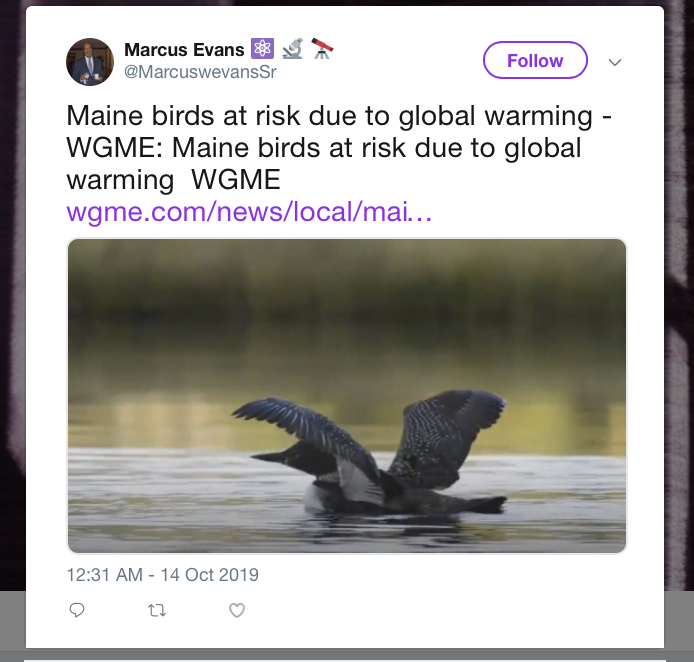 Marcus Evans
@MarcuswevansSr
Follow
Maine birds at risk due to global warming -
WGME: Maine birds at risk due to global
warming  WGME
wgme.com/news/local/mai...
12:31 AM - 14 Oct 2019